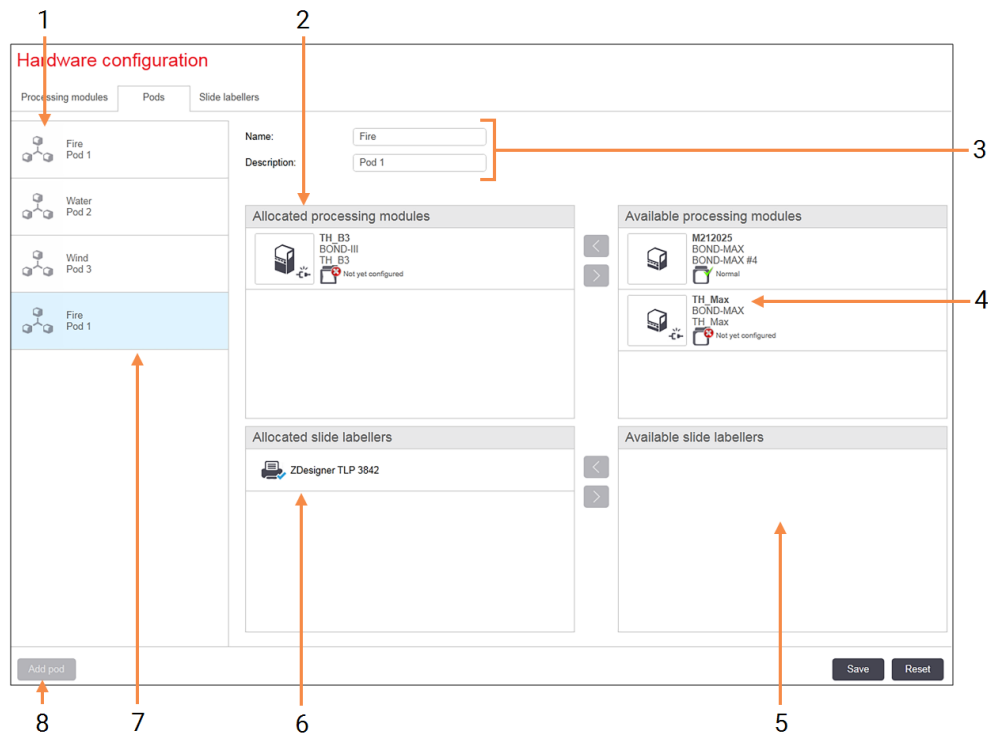 1
2
Hardware configuration
Processing modules
Pods
Slide labellers
Fire
Pod 1
Water
Pod 2
Wind
Pod 3
Fire
Pod 1
Name:
Fire
Description:
Pod 1
3
Allocated processing modules
TH_B3
BOND-III
TH_B3
Not yet configured
<
>
Available processing modules
M212025
BOND-MAX
BOND-MAX #4
Normal
TH_Max
BOND-MAX
TH_Max
Not yet configured
4
Allocated slide labellers
ZDesigner TLP 3842
<
>
Available slide labellers
Add pod
Save
Reset
8
7
6
5